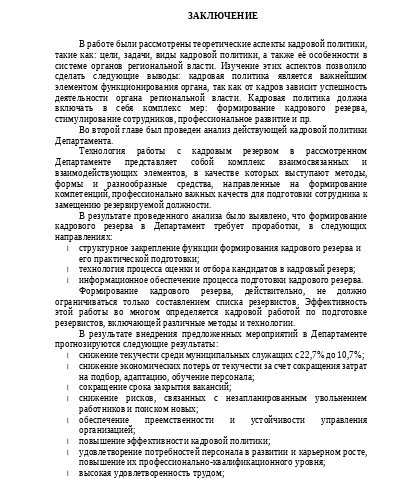 ЗАКЛЮЧЕНИЕ
В работе были рассмотрены теоретические аспекты кадровой политики,
такие как: цели, задачи, виды кадровой политики, а также её особенности в
системе органов региональной власти. Изучение этих аспектов позволило
сделать следующие выводы: кадровая политика является важнейшим
элементом функционирования органа, так как от кадров зависит успешность
деятельности органа региональной власти. Кадровая политика должна
включать в себя комплекс мер: формирование кадрового резерва,
стимулирование сотрудников, профессиональное развитие и пр.
Во второй главе был проведен анализ действующей кадровой политики
Департамента.
Технология работы с кадровым резервом в рассмотренном
Департаменте представляет собой комплекс взаимосвязанных и
взаимодействующих элементов, в качестве которых выступают методы,
формы и разнообразные средства, направленные на формирование
компетенций, профессионально важных качеств для подготовки сотрудника к
замещению резервируемой должности.
В результате проведенного анализа было выявлено, что формирование
кадрового резерва в Департамент требует проработки, в следующих
направлениях:
структурное закрепление функции формирования кадрового резерва и
его практической подготовки;
технология процесса оценки и отбора кандидатов в кадровый резерв;
информационное обеспечение процесса подготовки кадрового резерва.
Формирование кадрового резерва, действительно, не должно
ограничиваться только составлением списка резервистов. Эффективность
этой работы во многом определяется кадровой работой по подготовке
резервистов, включающей различные методы и технологии.
В результате внедрения предложенных мероприятий в Департаменте
прогнозируются следующие результаты:
снижение текучести среди муниципальных служащих с 22,7% до 10,7%;
снижение экономических потерь от текучести за счет сокращения затрат
на подбор, адаптацию, обучение персонала;
сокращение срока закрытия вакансий;
снижение рисков, связанных с незапланированным увольнением
работников и поиском новых;
обеспечение преемственности и устойчивости управления
организацией;
повышение эффективности кадровой политики;
удовлетворение потребностей персонала в развитии и карьерном росте,
повышение их профессионально-квалификационного уровня;
высокая удовлетворенность трудом;